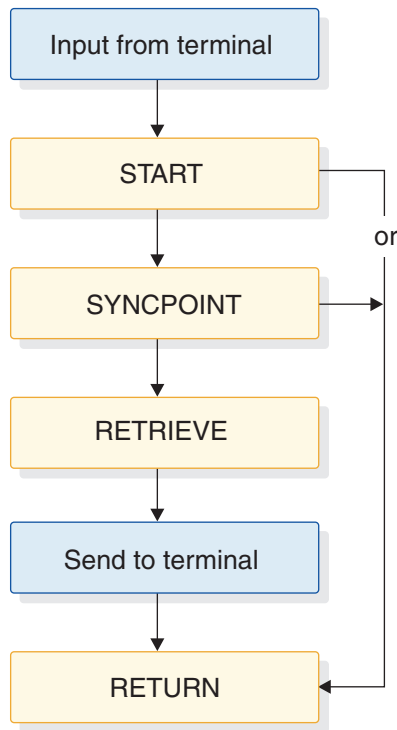 Input from terminal
START
or
SYNCPOINT
RETRIEVE
Send to terminal
RETURN